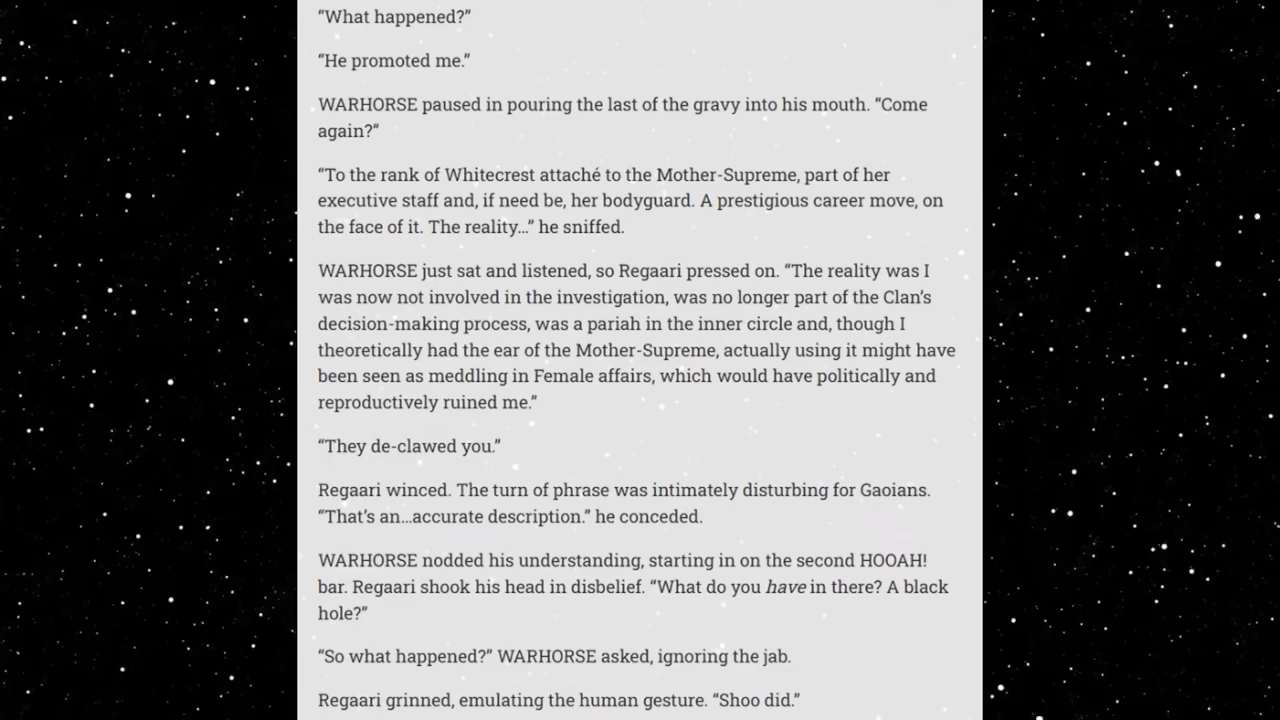 “What happened?”
“He promoted me.”
WARHORSE paused in pouring the last of the gravy into his mouth. “Come
again?”
“To the rank of Whitecrest attaché to the Mother-Supreme, part of her
executive staff and, if need be, her bodyguard. A prestigious career move, on
the face of it. The reality…” he sniffed.
WARHORSE just sat and listened, so Regaari pressed on. “The reality was I
was now not involved in the investigation, was no longer part of the Clan’s
decision-making process, was a pariah in the inner circle and, though I
theoretically had the ear of the Mother-Supreme, actually using it might have
been seen as meddling in Female affairs, which would have politically and
reproductively ruined me.”
“They de-clawed you.”
Regaari winced. The turn of phrase was intimately disturbing for Gaoians.
“That’s an…accurate description.” he conceded.
WARHORSE nodded his understanding, starting in on the second HOOAH!
bar. Regaari shook his head in disbelief. “What do you have in there? A black
hole?”
“So what happened?” WARHORSE asked, ignoring the jab.
Regaari grinned, emulating the human gesture. “Shoo did.”